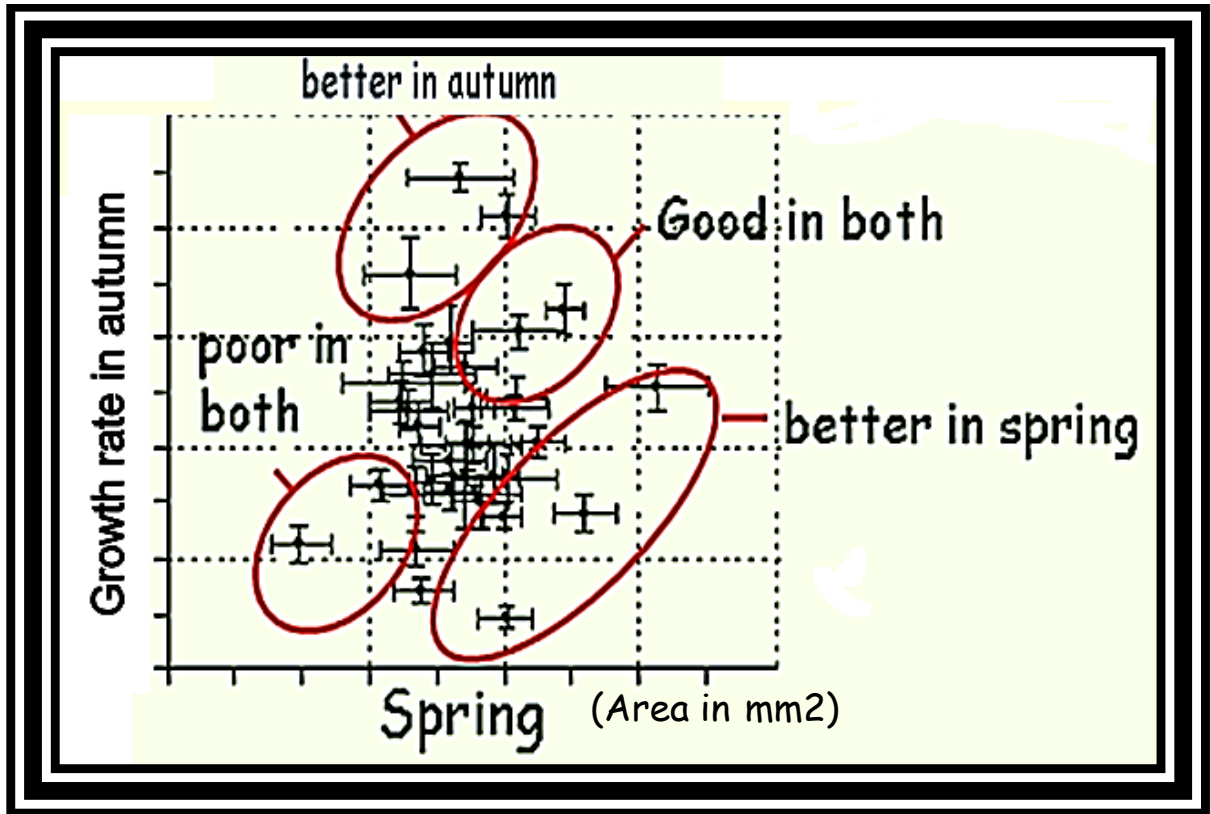 better in autumn
Good in both
Growth rate in autumn
poor in
both
better in spring
Spring
(Area in mm2)